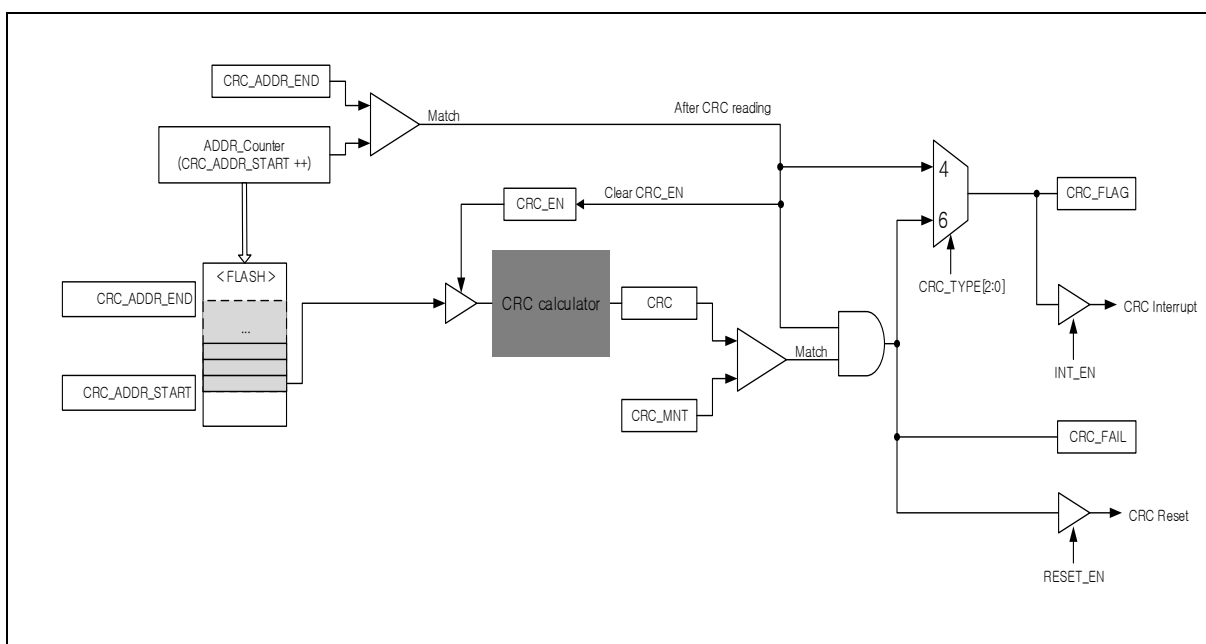 CRC_ADDR_END
Match
After CRC reading
ADDR_Counter
(CRC_ADDR_START ++)
4
CRC_EN
Clear CRC_EN
CRC_FLAG
6
<FLASH>
CRC_TYPE[2:0]
CRC_ADDR_END
CRC calculator
CRC
CRC Interrupt
...
Match
INT_EN
CRC_ADDR_START
CRC_MNT
CRC_FAIL
CRC Reset
RESET_EN